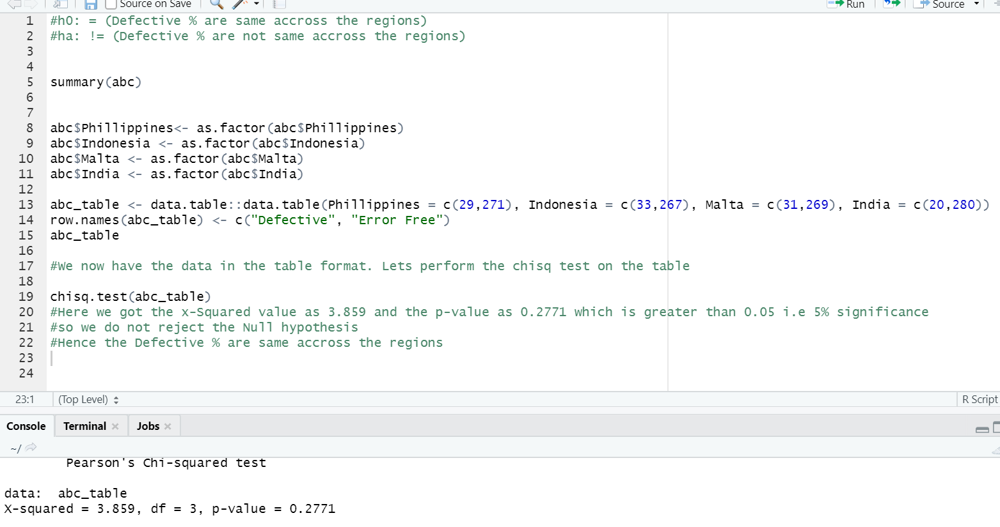 Source on Save
Run
Source
1 #h0: = (Defective % are same accross the regions)
2 #ha: != (Defective % are not same accross the regions)
3
4
5 summary(abc)
6
7
8 abc$Phillippines<- as.factor(abc$Phillippines)
9 abc$Indonesia <- as.factor(abc$Indonesia)
10 abc$Malta <- as.factor(abc$Malta)
11 abc$India <- as.factor(abc$India)
12
13 abc_table <- data.table::data.table(Phillippines = c(29,271), Indonesia = c(33,267), Malta = c(31,269), India = c(20,280))
14 row.names(abc_table) <- c("Defective", "Error Free")
15 abc_table
16
17 #We now have the data in the table format. Lets perform the chisq test on the table
18
19 chisq.test(abc_table)
20 #Here we got the x-Squared value as 3.859 and the p-value as 0.2771 which is greater than 0.05 i.e 5% significance
21 #so we do not reject the Null hypothesis
22 #Hence the Defective % are same accross the regions
23
24
23:1 (Top Level) R Script
Console Terminal Jobs
~/
Pearson's Chi-squared test
data: abc_table
X-squared = 3.859, df = 3, p-value = 0.2771